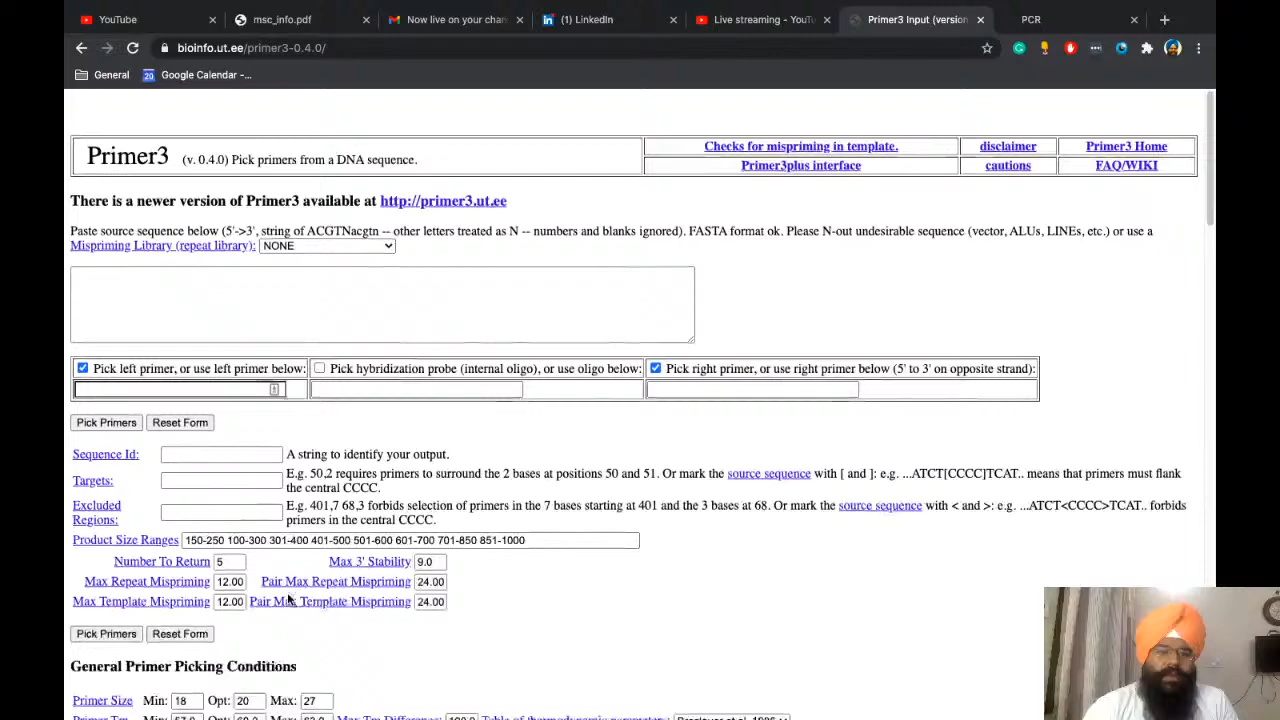 YouTube
msc_info.pdf
Now live on your chan
(1) LinkedIn
Live streaming - YouTu
Primer3 Input (version
PCR
bioinfo.ut.ee/primer3-0.4.0/
General
Google Calendar -...
Primer3 (v. 0.4.0) Pick primers from a DNA sequence.
Checks for mispriming in template.
disclaimer
Primer3 Home
Primer3plus interface
cautions
FAQ/WIKI
There is a newer version of Primer3 available at http://primer3.ut.ee
Paste source sequence below (5'->3', string of ACGTNacgtn -- other letters treated as N -- numbers and blanks ignored). FASTA format ok. Please N-out undesirable sequence (vector, ALUs, LINEs, etc.) or use a
Mispriming Library (repeat library): NONE
Pick left primer, or use left primer below:
Pick hybridization probe (internal oligo), or use oligo below:
Pick right primer, or use right primer below (5' to 3' on opposite strand):
Pick Primers Reset Form
Sequence Id: A string to identify your output.
Targets: E.g. 50,2 requires primers to surround the 2 bases at positions 50 and 51. Or mark the source sequence with [ and ]: e.g. ...ATCT[CCCC]TCAT.. means that primers must flank
the central CCCC.
Excluded Regions: E.g. 401,7 68,3 forbids selection of primers in the 7 bases starting at 401 and the 3 bases at 68. Or mark the source sequence with < and >: e.g. ...ATCT<CCCC>TCAT.. forbids
primers in the central CCCC.
Product Size Ranges 150-250 100-300 301-400 401-500 501-600 601-700 701-850 851-1000
Number To Return 5 Max 3' Stability 9.0
Max Repeat Mispriming 12.00 Pair Max Repeat Mispriming 24.00
Max Template Mispriming 12.00 Pair Max Template Mispriming 24.00
Pick Primers Reset Form
General Primer Picking Conditions
Primer Size Min: 18 Opt: 20 Max: 27